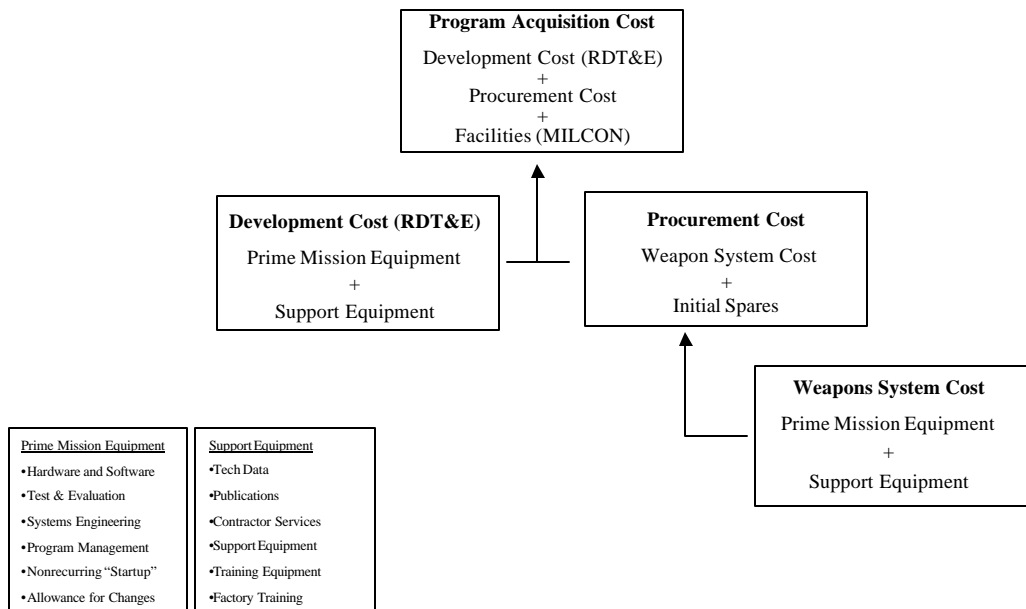 Program Acquisition Cost
Development Cost (RDT&E)
+
Procurement Cost
+
Facilities (MILCON)
Development Cost (RDT&E)
Prime Mission Equipment
+
Support Equipment
Procurement Cost
Weapon System Cost
+
Initial Spares
Weapons System Cost
Prime Mission Equipment
+
Support Equipment
Prime Mission Equipment
•Hardware and Software
•Test & Evaluation
•Systems Engineering
•Program Management
•Nonrecurring “Startup”
•Allowance for Changes
Support Equipment
•Tech Data
•Publications
•Contractor Services
•Support Equipment
•Training Equipment
•Factory Training